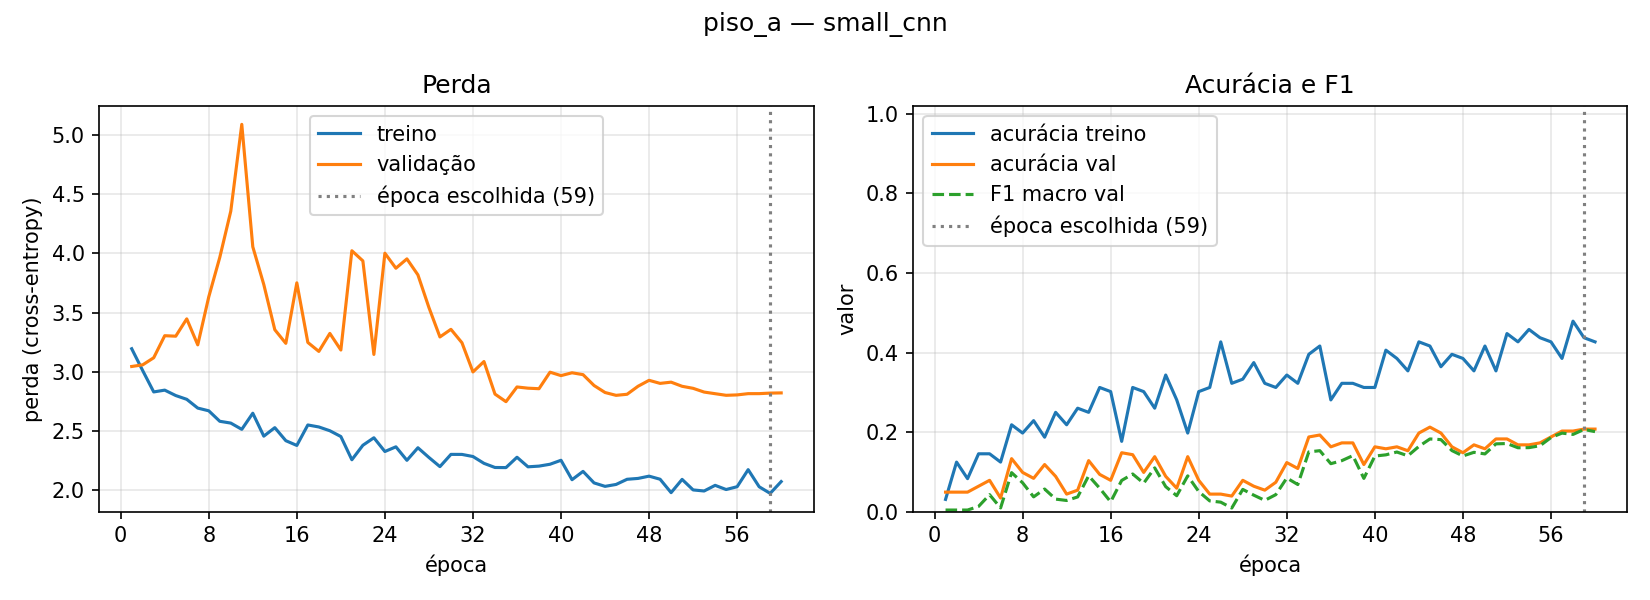 piso_a — small_cnn
Perda
perda (cross-entropy)
5.0
4.5
4.0
3.5
3.0
2.5
2.0
treino
validação
época escolhida (59)
0 8 16 24 32 40 48 56
época
Acurácia e F1
valor
1.0
0.8
0.6
0.4
0.2
0.0
acurácia treino
acurácia val
F1 macro val
época escolhida (59)
0 8 16 24 32 40 48 56
época